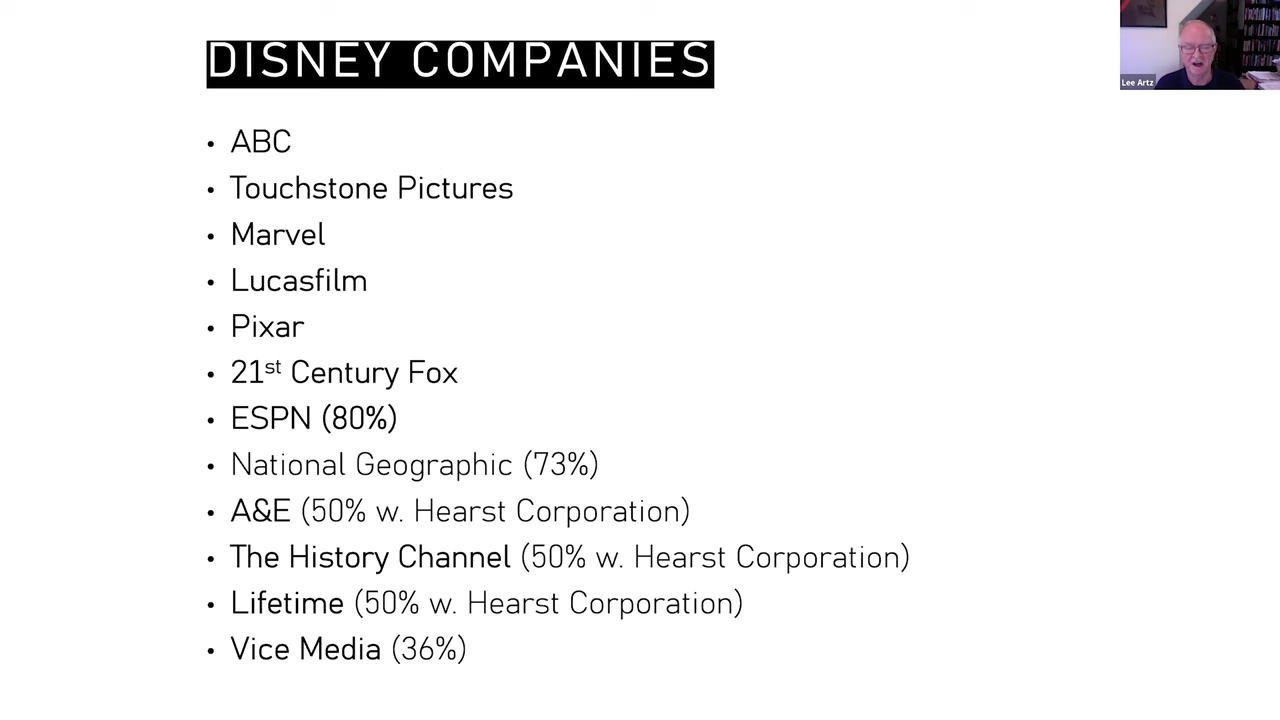 DISNEY COMPANIES
Lee Artz
• ABC
• Touchstone Pictures
• Marvel
• Lucasfilm
• Pixar
• 21st Century Fox
• ESPN (80%)
• National Geographic (73%)
• A&E (50% w. Hearst Corporation)
• The History Channel (50% w. Hearst Corporation)
• Lifetime (50% w. Hearst Corporation)
• Vice Media (36%)